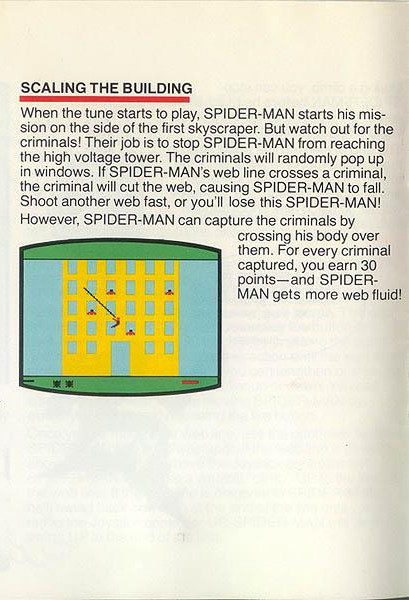 SCALING THE BUILDING
When the tune starts to play, SPIDER-MAN starts his mis-
sion on the side of the first skyscraper. But watch out for the
criminals! Their job is to stop SPIDER-MAN from reaching
the high voltage tower. The criminals will randomly pop up
in windows. If SPIDER-MAN's web line crosses a criminal,
the criminal will cut the web, causing SPIDER-MAN to fall.
Shoot another web fast, or you'll lose this SPIDER-MAN!
However, SPIDER-MAN can capture the criminals by
crossing his body over
them. For every criminal
captured, you earn 30
points—and SPIDER-
MAN gets more web fluid!